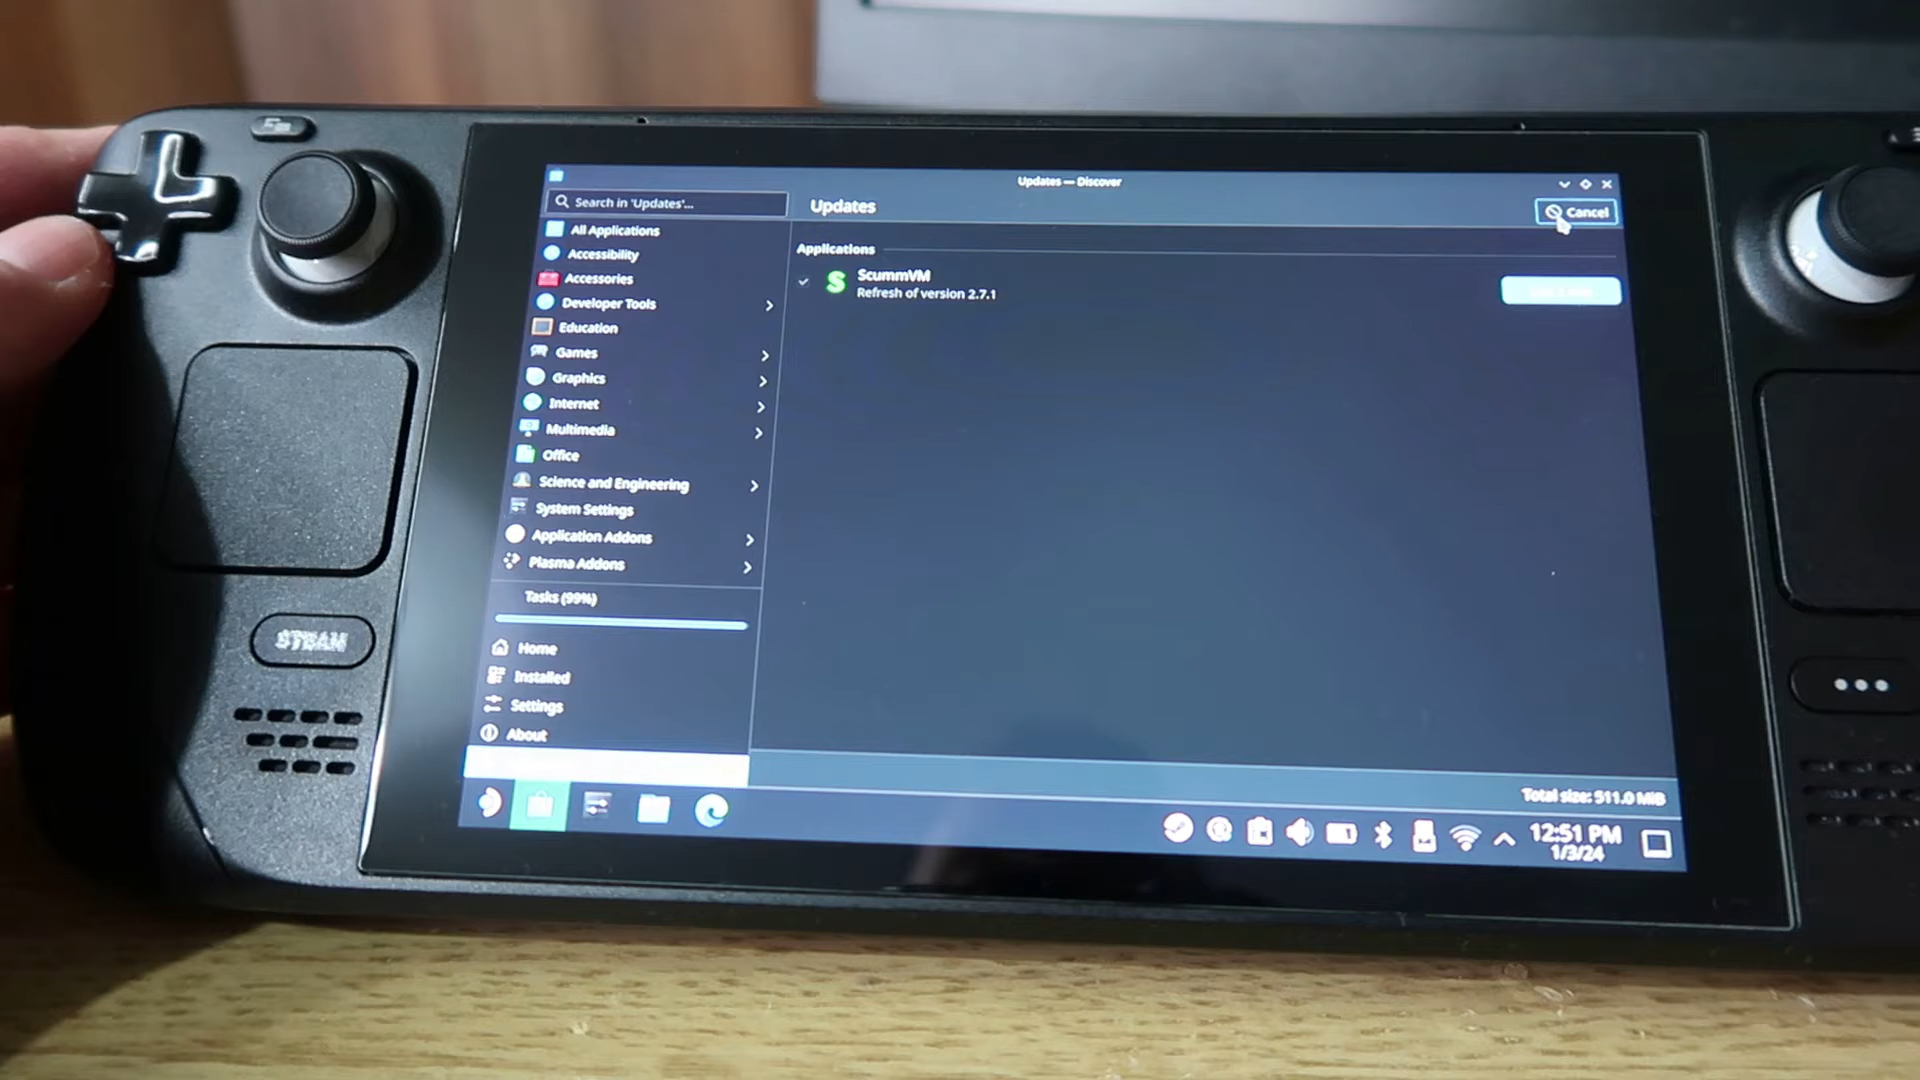 Updates — Discover
Search in 'Updates'...
Updates
Cancel
All Applications
Accessibility
Accessories
Developer Tools
Education
Games
Graphics
Internet
Multimedia
Office
Science and Engineering
System Settings
Application Addons
Plasma Addons
Tasks (99%)
Home
Installed
Settings
About
Applications
ScummVM
Refresh of version 2.7.1
Total size: 511.0 MiB
12:51 PM
1/3/24
STEAM